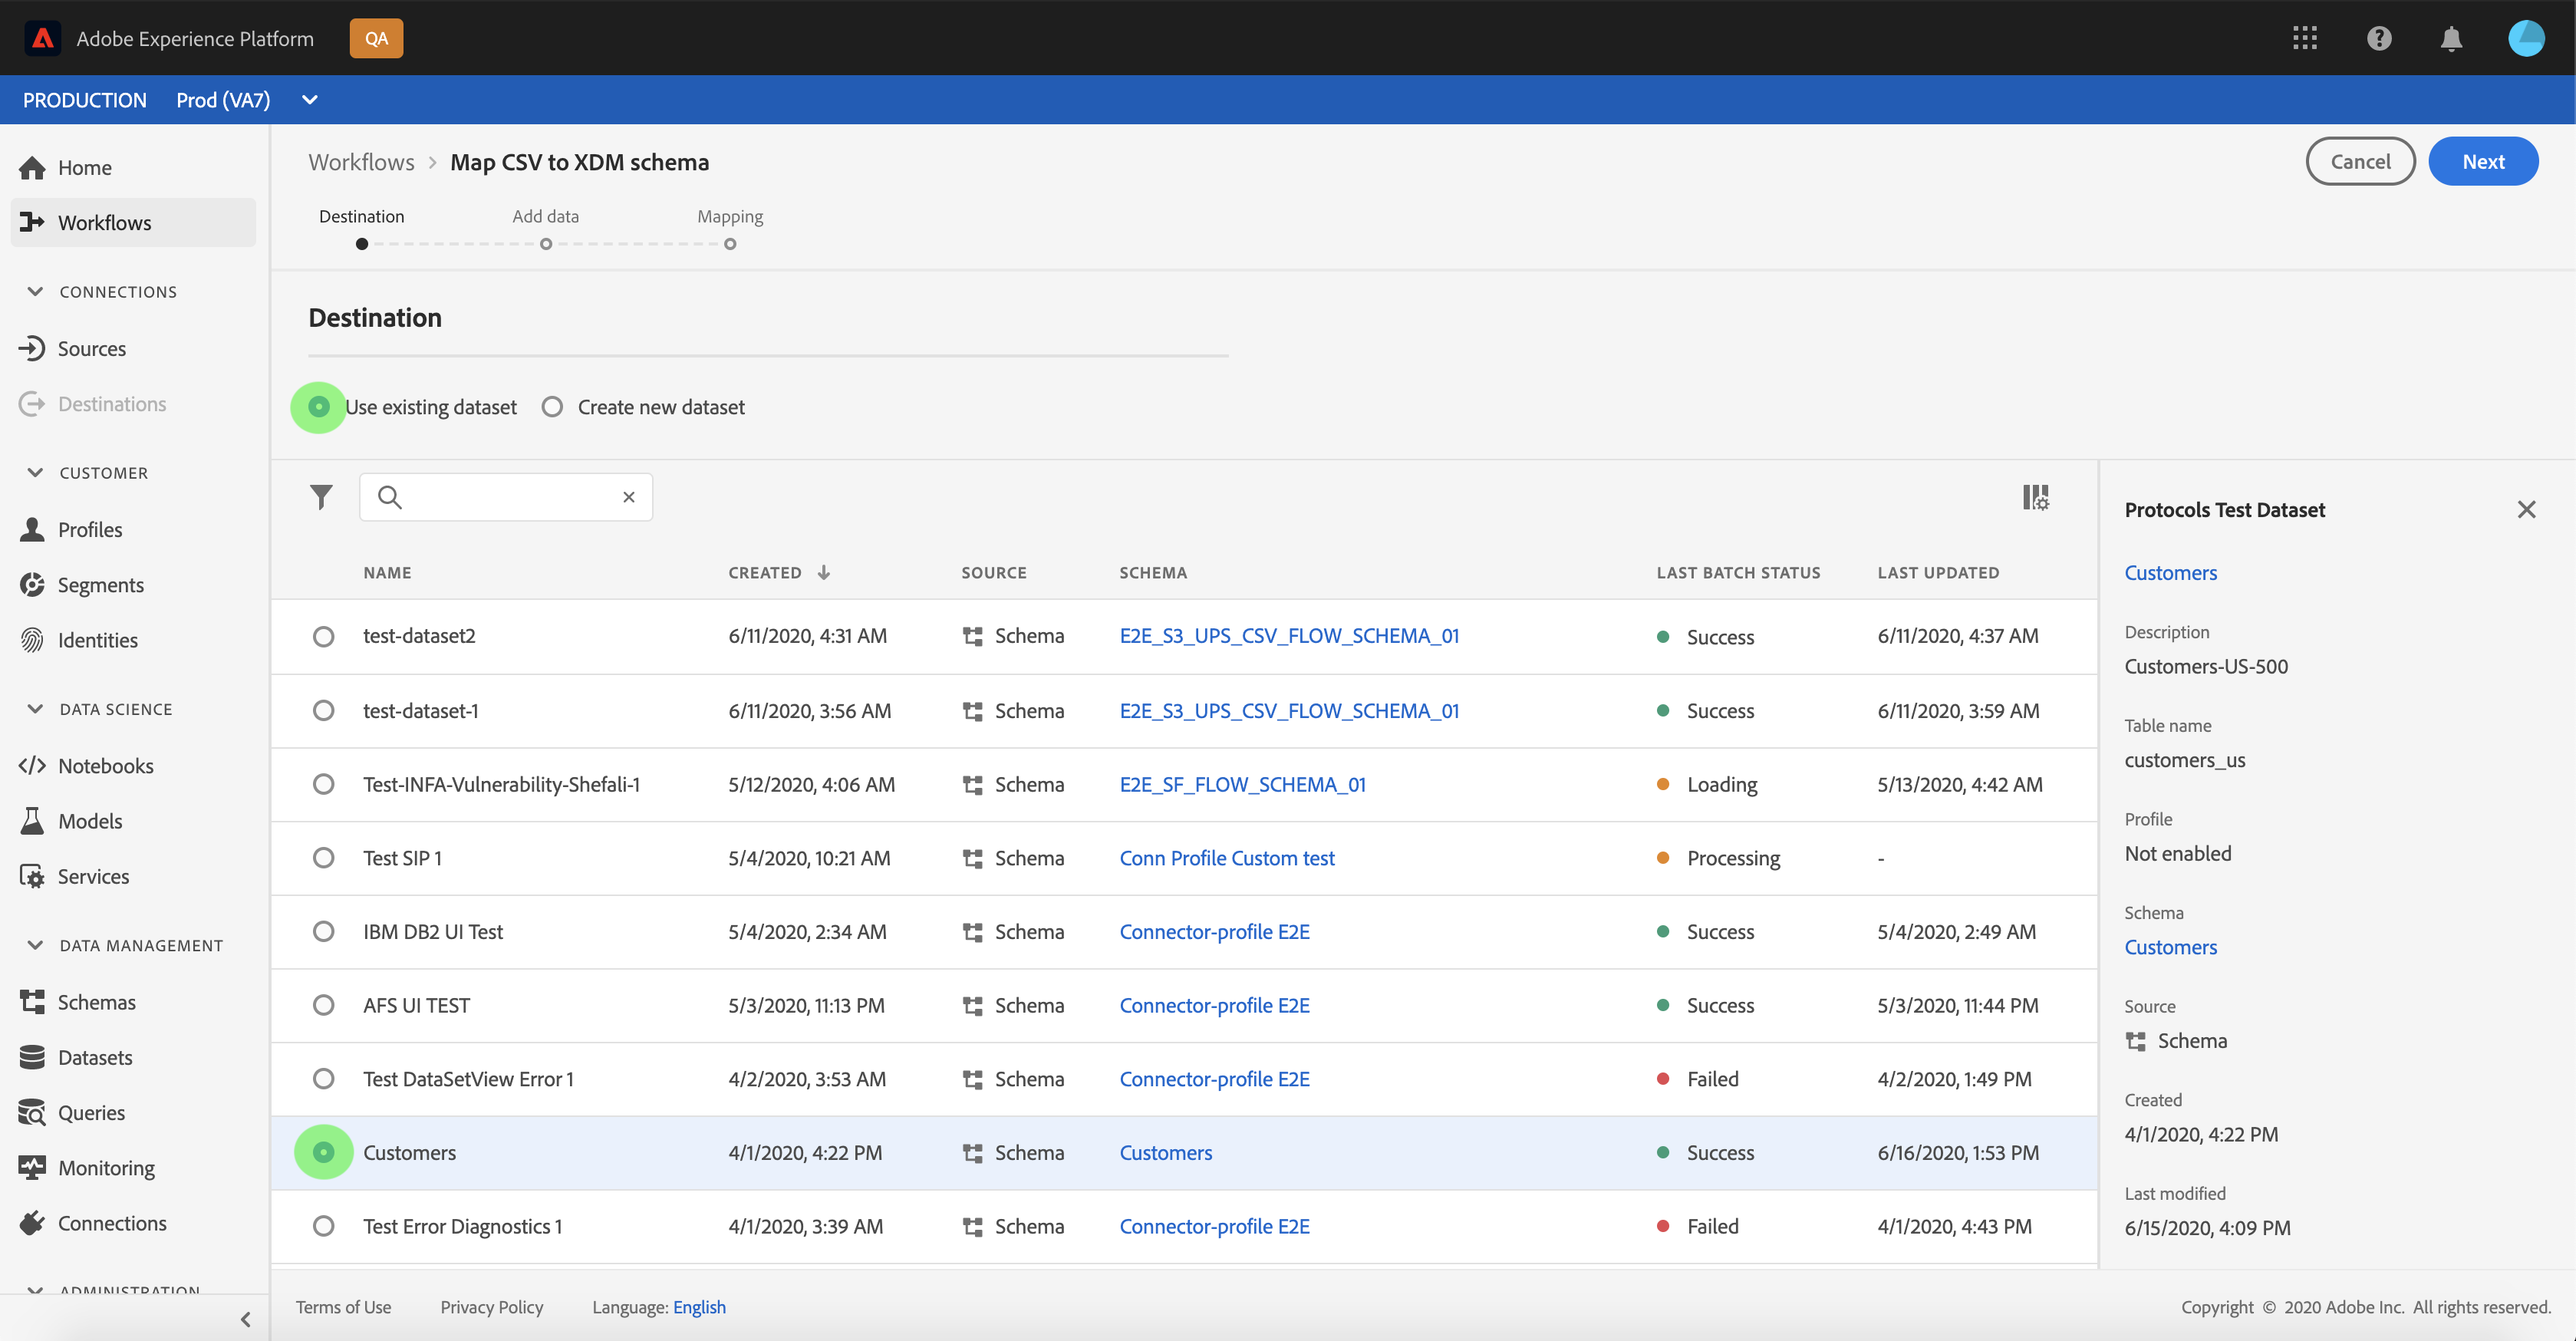 Adobe Experience Platform QA
PRODUCTION Prod (VA7)
Home
Workflows
CONNECTIONS
Sources
Destinations
CUSTOMER
Profiles
Segments
Identities
DATA SCIENCE
Notebooks
Models
Services
DATA MANAGEMENT
Schemas
Datasets
Queries
Monitoring
Connections
ADMINISTRATION
Workflows > Map CSV to XDM schema
Cancel Next
Destination Add data Mapping
Destination
Use existing dataset Create new dataset
NAME CREATED SOURCE SCHEMA LAST BATCH STATUS LAST UPDATED
test-dataset2 6/11/2020, 4:31 AM Schema E2E_S3_UPS_CSV_FLOW_SCHEMA_01 Success 6/11/2020, 4:37 AM
test-dataset-1 6/11/2020, 3:56 AM Schema E2E_S3_UPS_CSV_FLOW_SCHEMA_01 Success 6/11/2020, 3:59 AM
Test-INFA-Vulnerability-Shefali-1 5/12/2020, 4:06 AM Schema E2E_SF_FLOW_SCHEMA_01 Loading 5/13/2020, 4:42 AM
Test SIP 1 5/4/2020, 10:21 AM Schema Conn Profile Custom test Processing -
IBM DB2 UI Test 5/4/2020, 2:34 AM Schema Connector-profile E2E Success 5/4/2020, 2:49 AM
AFS UI TEST 5/3/2020, 11:13 PM Schema Connector-profile E2E Success 5/3/2020, 11:44 PM
Test DataSetView Error 1 4/2/2020, 3:53 AM Schema Connector-profile E2E Failed 4/2/2020, 1:49 PM
Customers 4/1/2020, 4:22 PM Schema Customers Success 6/16/2020, 1:53 PM
Test Error Diagnostics 1 4/1/2020, 3:39 AM Schema Connector-profile E2E Failed 4/1/2020, 4:43 PM
Protocols Test Dataset
Customers
Description
Customers-US-500
Table name
customers_us
Profile
Not enabled
Schema
Customers
Source
Schema
Created
4/1/2020, 4:22 PM
Last modified
6/15/2020, 4:09 PM
Terms of Use Privacy Policy Language: English Copyright © 2020 Adobe Inc. All rights reserved.